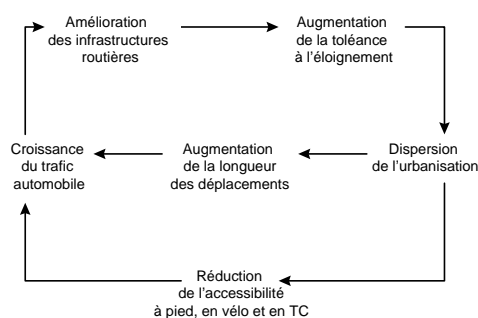 Amélioration
des infrastructures
routières
Augmentation
de la toléance
à l'éloignement
Croissance
du trafic
automobile
Augmentation
de la longueur
des déplacements
Dispersion
de l'urbanisation
Réduction
de l'accessibilité
à pied, en vélo et en TC